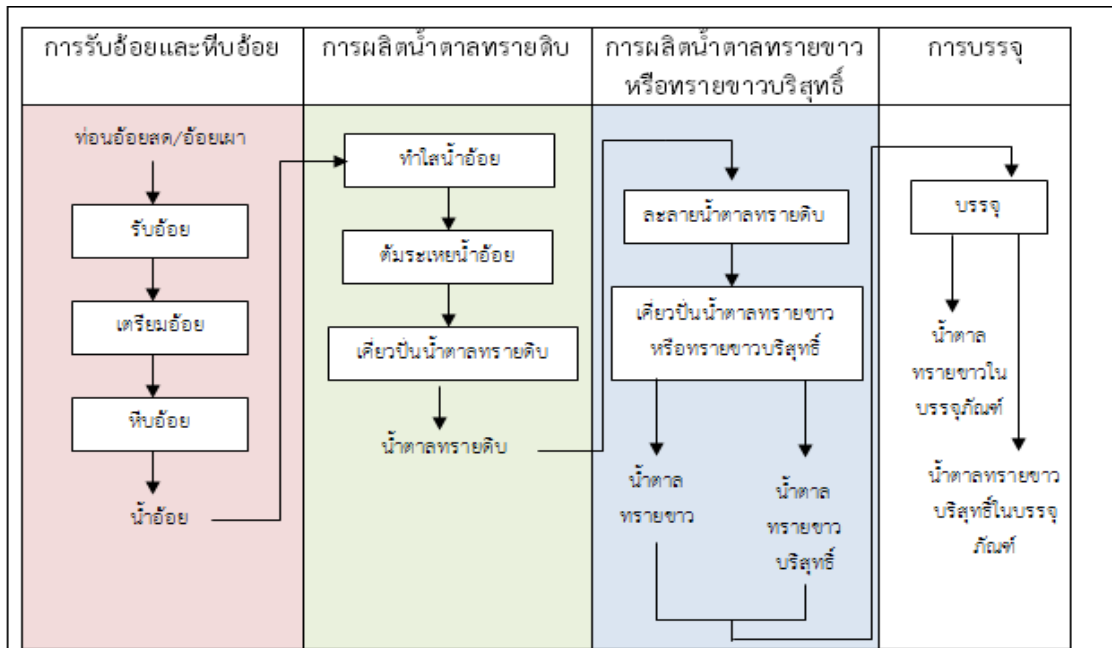 การรับอ้อยและหีบอ้อย
การผลิตน้ำตาลทรายดิบ
การผลิตน้ำตาลทรายขาว
หรือทรายขาวบริสุทธิ์
การบรรจุ
ท่อนอ้อยสด/อ้อยเผา
รับอ้อย
เตรียมอ้อย
หีบอ้อย
น้ำอ้อย
ทำใสน้ำอ้อย
ต้มระเหยน้ำอ้อย
เคี่ยวปั่นน้ำตาลทรายดิบ
น้ำตาลทรายดิบ
ละลายน้ำตาลทรายดิบ
เคี่ยวปั่นน้ำตาลทรายขาว
หรือทรายขาวบริสุทธิ์
น้ำตาล
ทรายขาว
น้ำตาล
ทรายขาว
บริสุทธิ์
บรรจุ
น้ำตาล
ทรายขาวใน
บรรจุภัณฑ์
น้ำตาลทรายขาว
บริสุทธิ์ในบรรจุ
ภัณฑ์